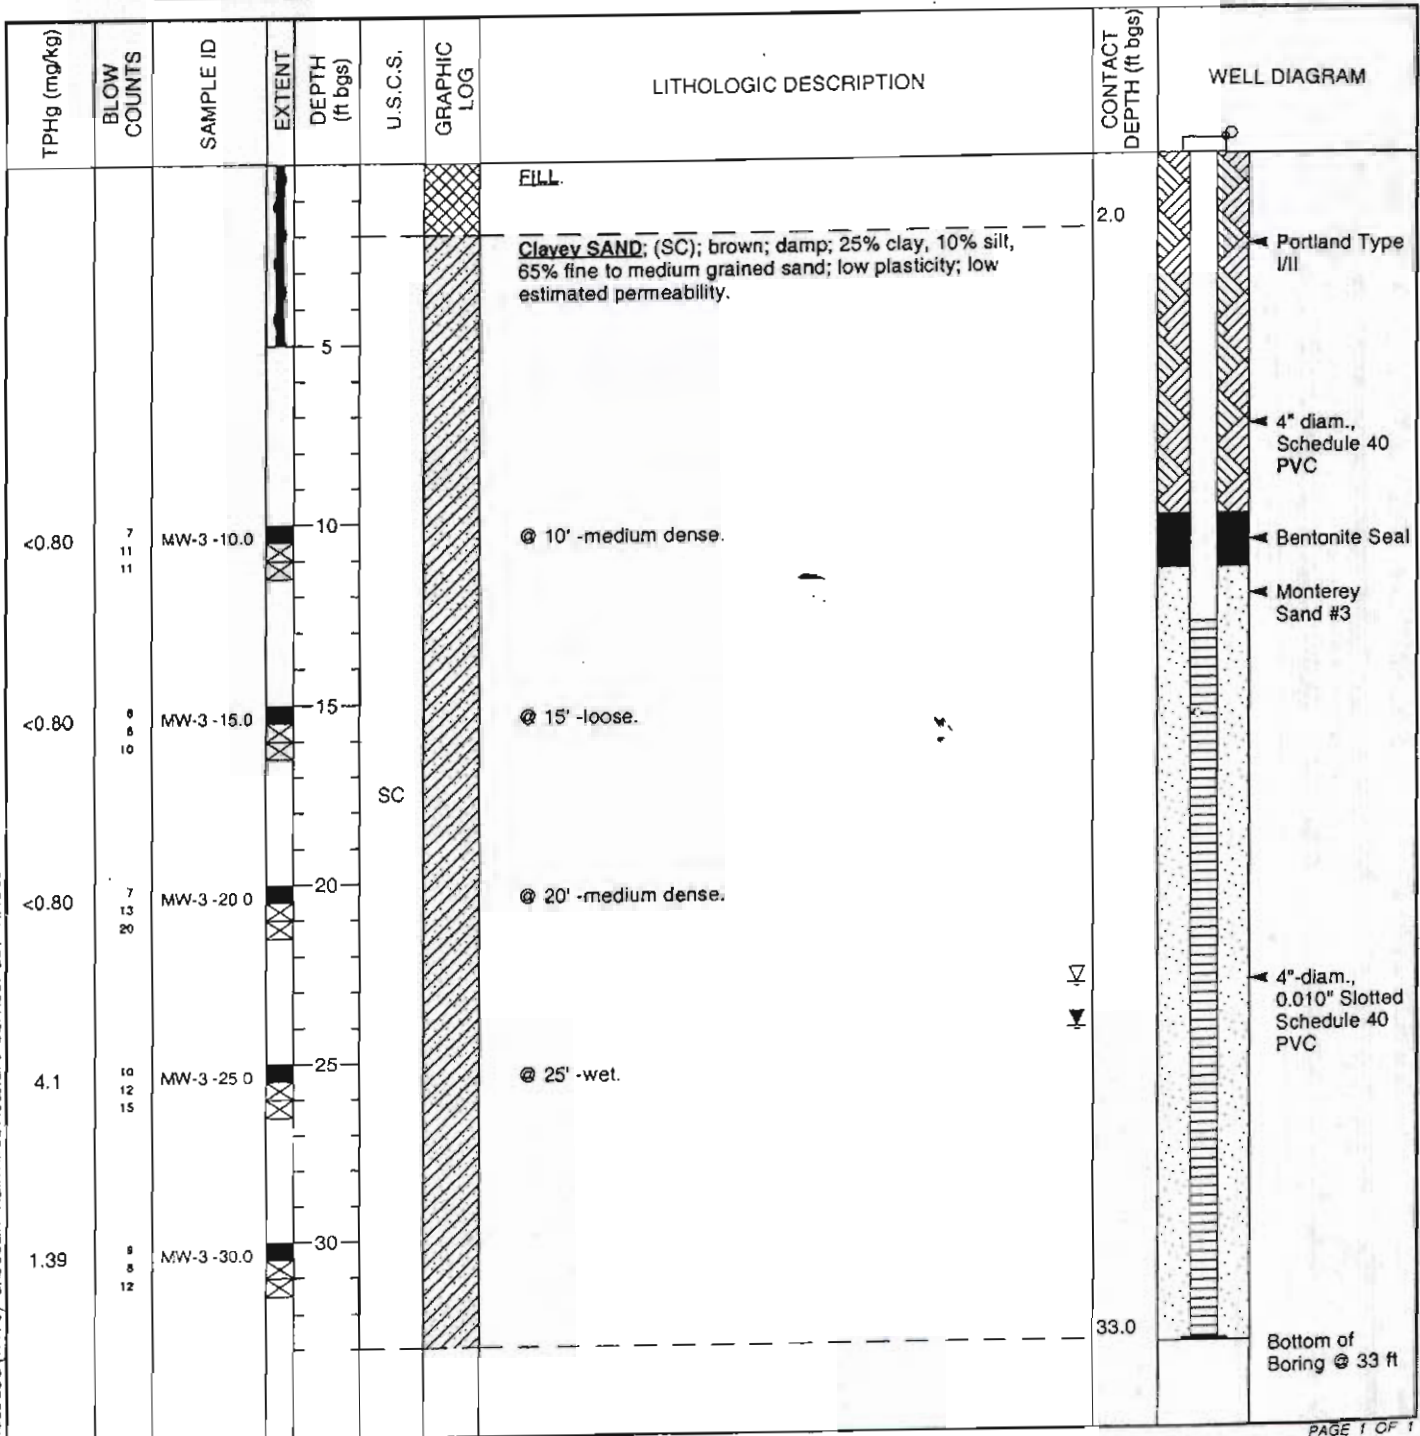 TPHg (mg/kg)
BLOW
COUNTS
SAMPLE ID
EXTENT
DEPTH
(ft bgs)
U.S.C.S.
GRAPHIC
LOG
LITHOLOGIC DESCRIPTION
CONTACT
DEPTH (ft bgs)
WELL DIAGRAM
FILL.
2.0
Clayey SAND; (SC); brown; damp; 25% clay, 10% silt,
65% fine to medium grained sand; low plasticity; low
estimated permeability.
Portland Type
I/II
5
4" diam.,
Schedule 40
PVC
<0.80
7
11
11
MW-3 -10.0
10
@ 10' -medium dense.
Bentonite Seal
Monterey
Sand #3
<0.80
10
MW-3 -15.0
15
@ 15' -loose.
SC
<0.80
7
13
20
MW-3 -20 0
20
@ 20' -medium dense.
4"-diam.,
0.010" Slotted
Schedule 40
PVC
4.1
10
12
15
MW-3 -25 0
25
@ 25' -wet.
1.39
8
12
MW-3 -30.0
30
33.0
Bottom of
Boring @ 33 ft
PAGE 1 OF 1